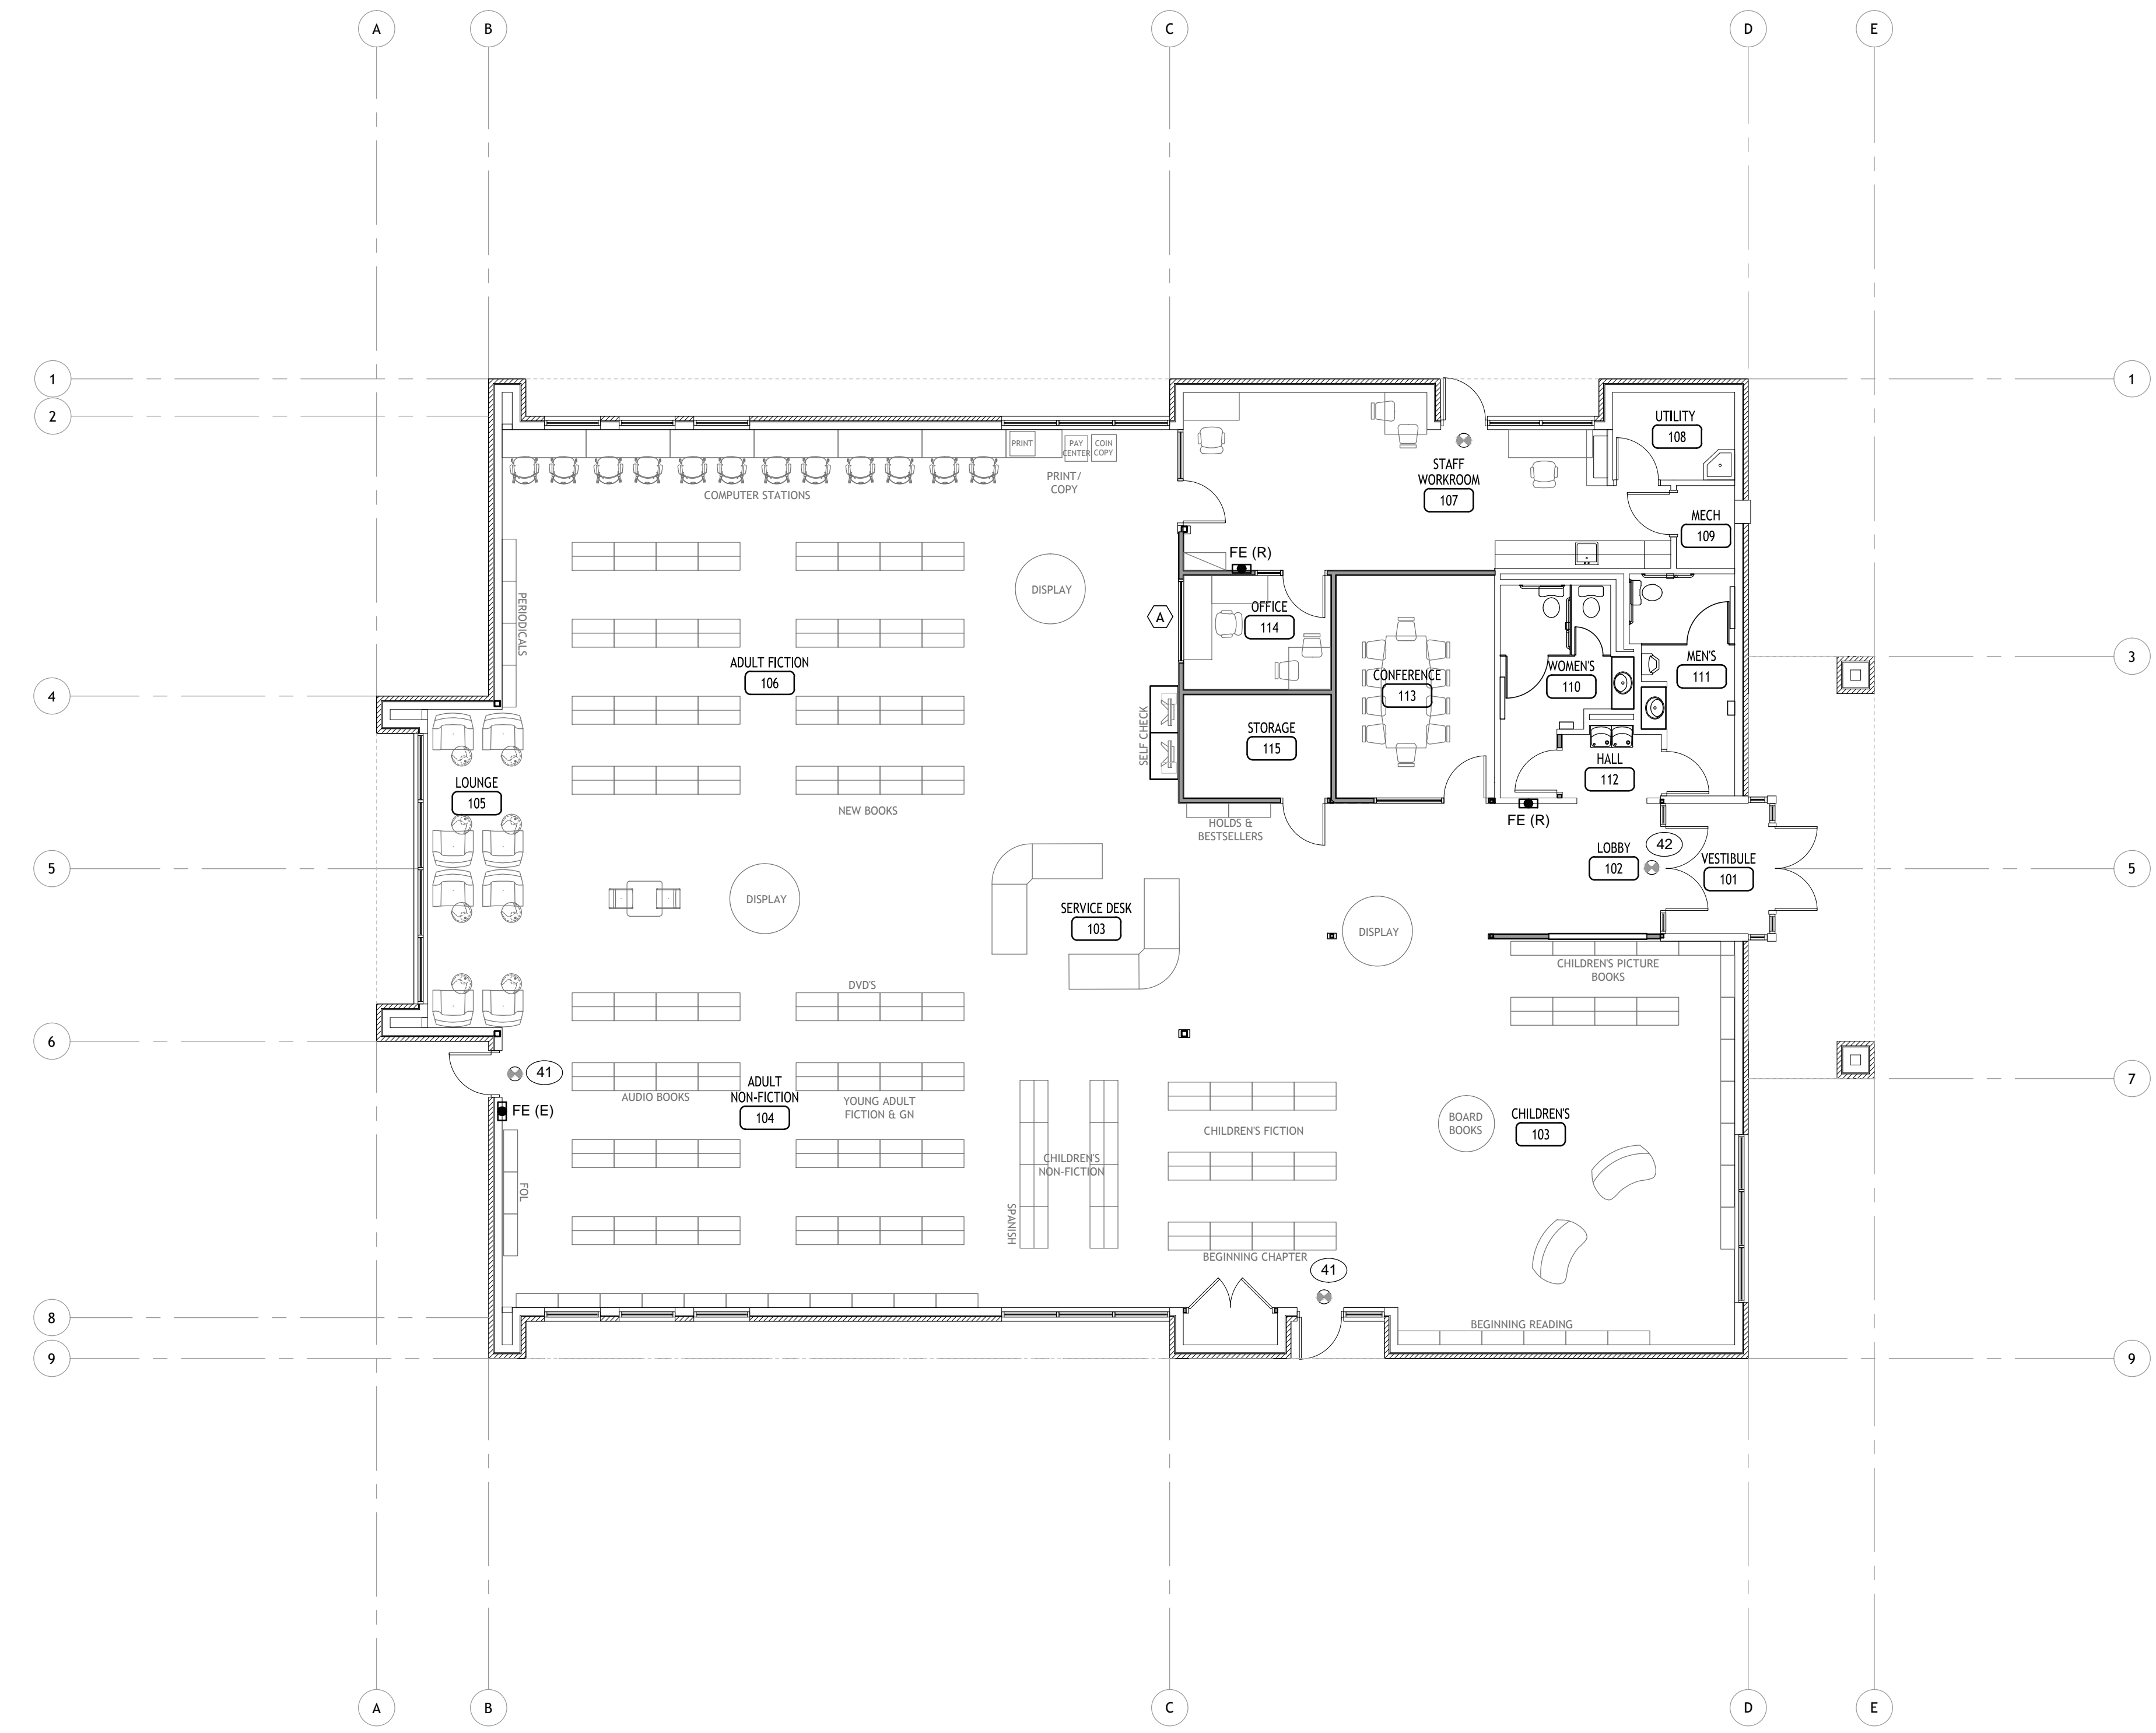 A
B
C
D
E
1
1
2
UTILITY
108
PRINT
PAY
CENTER
COIN
COPY
STAFF
WORKROOM
107
PRINT/
COPY
COMPUTER STATIONS
MECH
109
FE (R)
DISPLAY
PERIODICALS
OFFICE
114
A
ADULT FICTION
106
3
MEN'S
111
WOMEN'S
110
CONFERENCE
113
4
SELF CHECK
STORAGE
115
HALL
112
LOUNGE
105
NEW BOOKS
HOLDS &
BESTSELLERS
FE (R)
42
LOBBY
102
VESTIBULE
101
5
5
DISPLAY
SERVICE DESK
103
DISPLAY
CHILDREN'S PICTURE
BOOKS
DVD'S
6
41
7
ADULT
NON-FICTION
104
AUDIO BOOKS
YOUNG ADULT
FICTION & GN
FE (E)
BOARD
BOOKS
CHILDREN'S
103
CHILDREN'S FICTION
CHILDREN'S
NON-FICTION
FOL
SPANISH
BEGINNING CHAPTER
41
8
BEGINNING READING
9
9
A
B
C
D
E